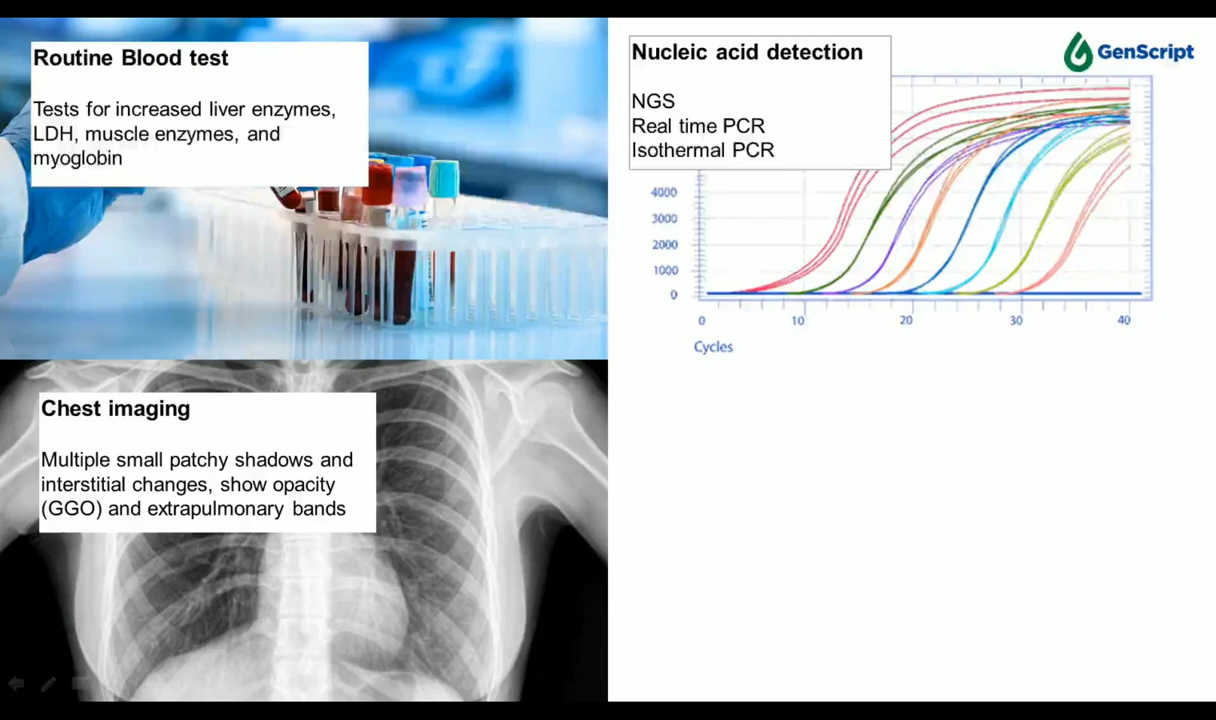 Routine Blood test
Tests for increased liver enzymes,
LDH, muscle enzymes, and
myoglobin
Nucleic acid detection
NGS
Real time PCR
Isothermal PCR
GenScript
4000
3000
2000
1000
0
0 10 20 30 40
Cycles
Chest imaging
Multiple small patchy shadows and
interstitial changes, show opacity
(GGO) and extrapulmonary bands